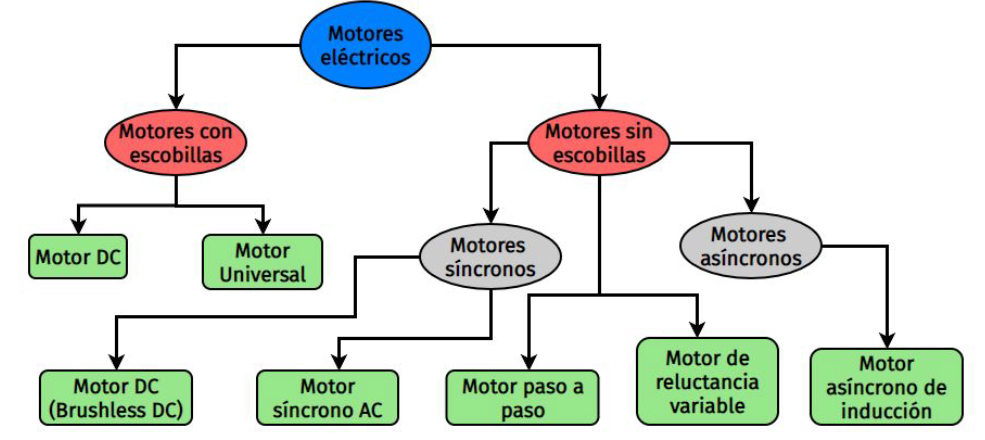 Motores
eléctricos
Motores con
escobillas
Motores sin
escobillas
Motor DC
Motor
Universal
Motores
síncronos
Motores
asíncronos
Motor DC
(Brushless DC)
Motor
síncrono AC
Motor paso a
paso
Motor de
reluctancia
variable
Motor
asíncrono de
inducción